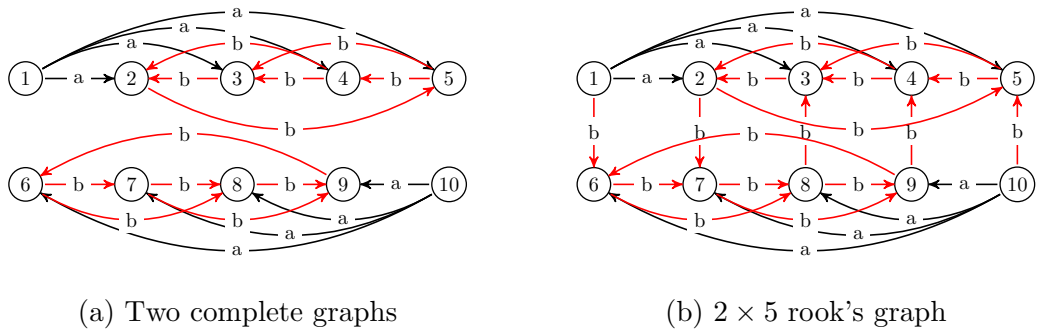 a a
a a
a b b a b b
1 a 2 b 3 b 4 b 5 1 a 2 b 3 b 4 b 5
b b
b b b b b
b b
6 b 7 b 8 b 9 a 10 6 b 7 b 8 b 9 a 10
b b a b b a
a a
a a
(a) Two complete graphs (b) 2 × 5 rook's graph